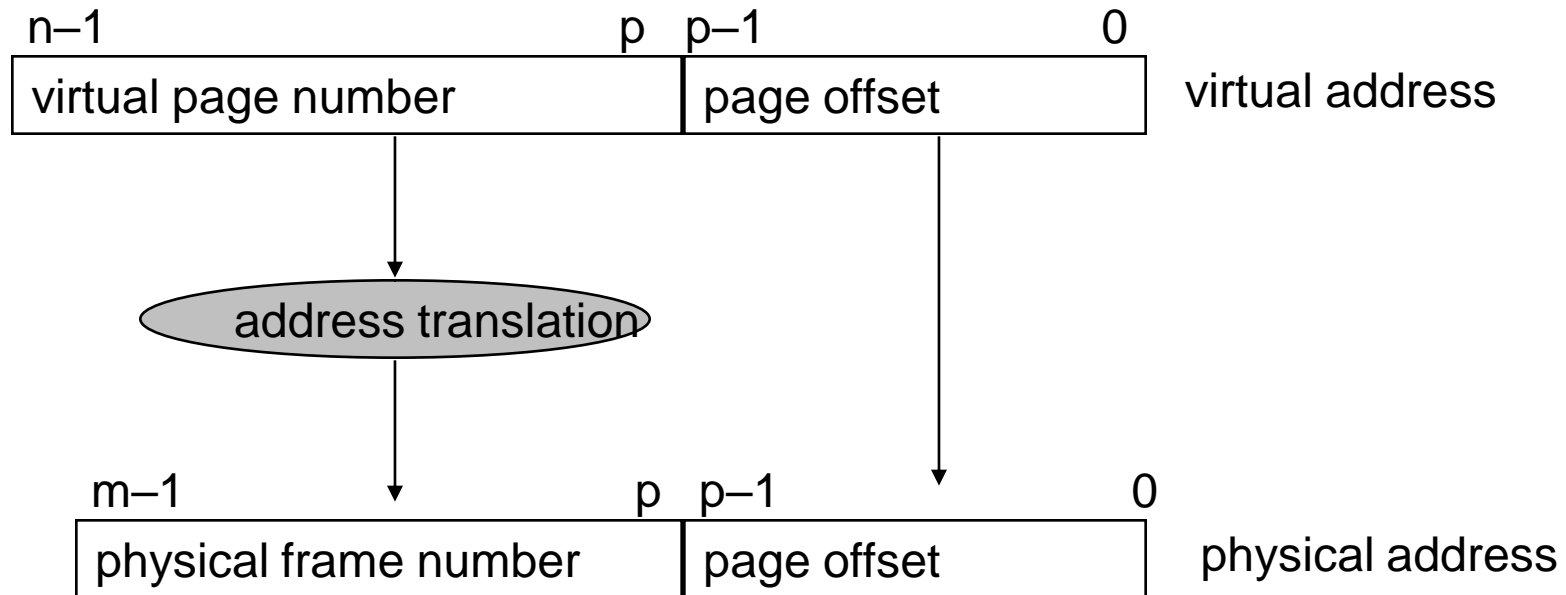 n–1 p p–1 0
virtual page number page offset virtual address
address translation
m–1 p p–1 0
physical frame number page offset physical address